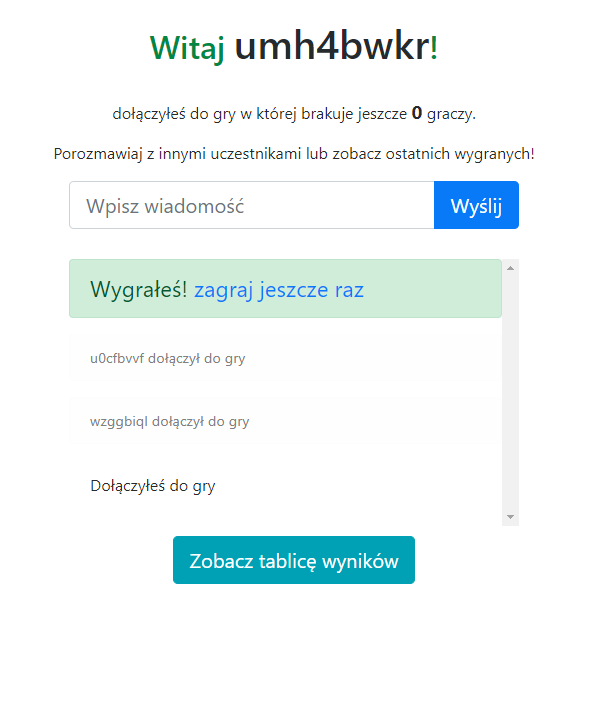 Witaj umh4bwkr!
dołączyłeś do gry w której brakuje jeszcze 0 graczy.
Porozmawiaj z innymi uczestnikami lub zobacz ostatnich wygranych!
Wpisz wiadomość Wyślij
Wygrałeś! zagraj jeszcze raz
u0cfbvvf dołączył do gry
wzggbiql dołączył do gry
Dołączyłeś do gry
Zobacz tablicę wyników